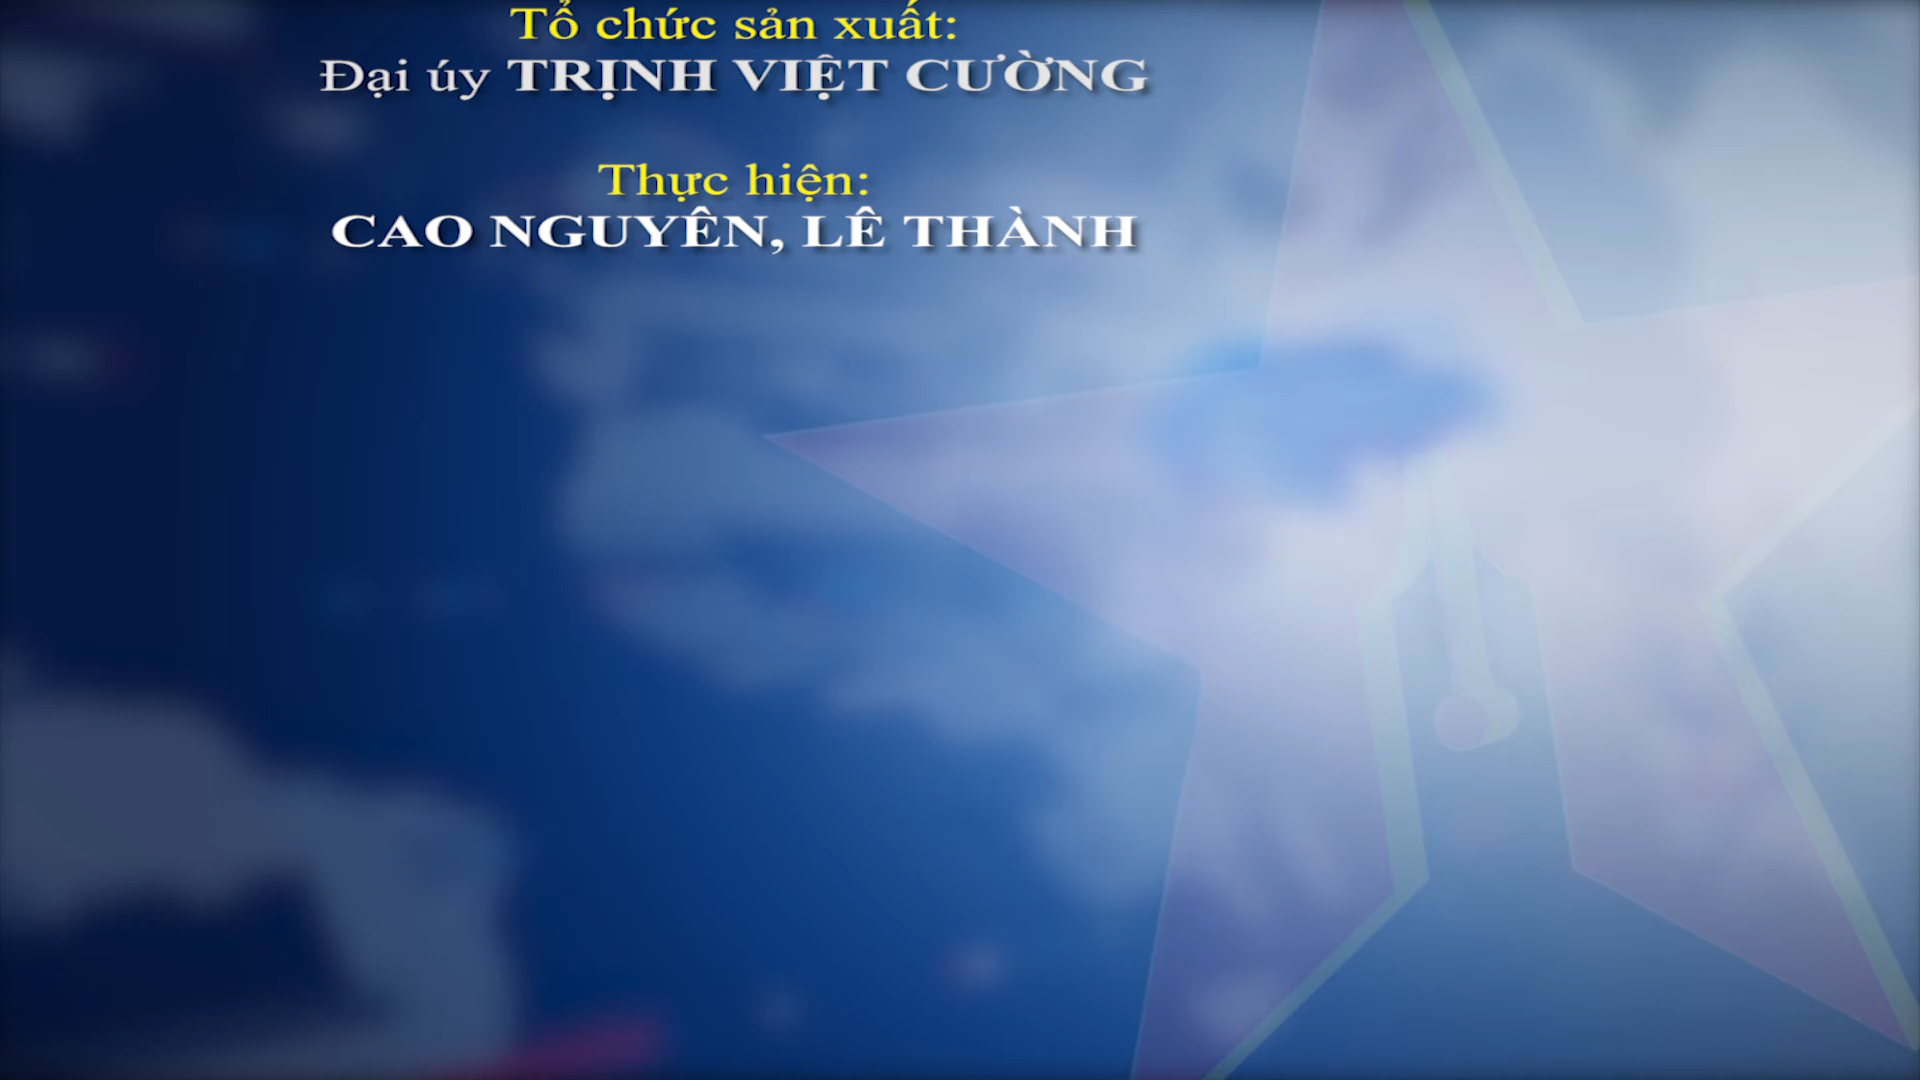 Tổ chức sản xuất:
Đại úy TRỊNH VIỆT CƯỜNG
Thực hiện:
CAO NGUYÊN, LÊ THÀNH